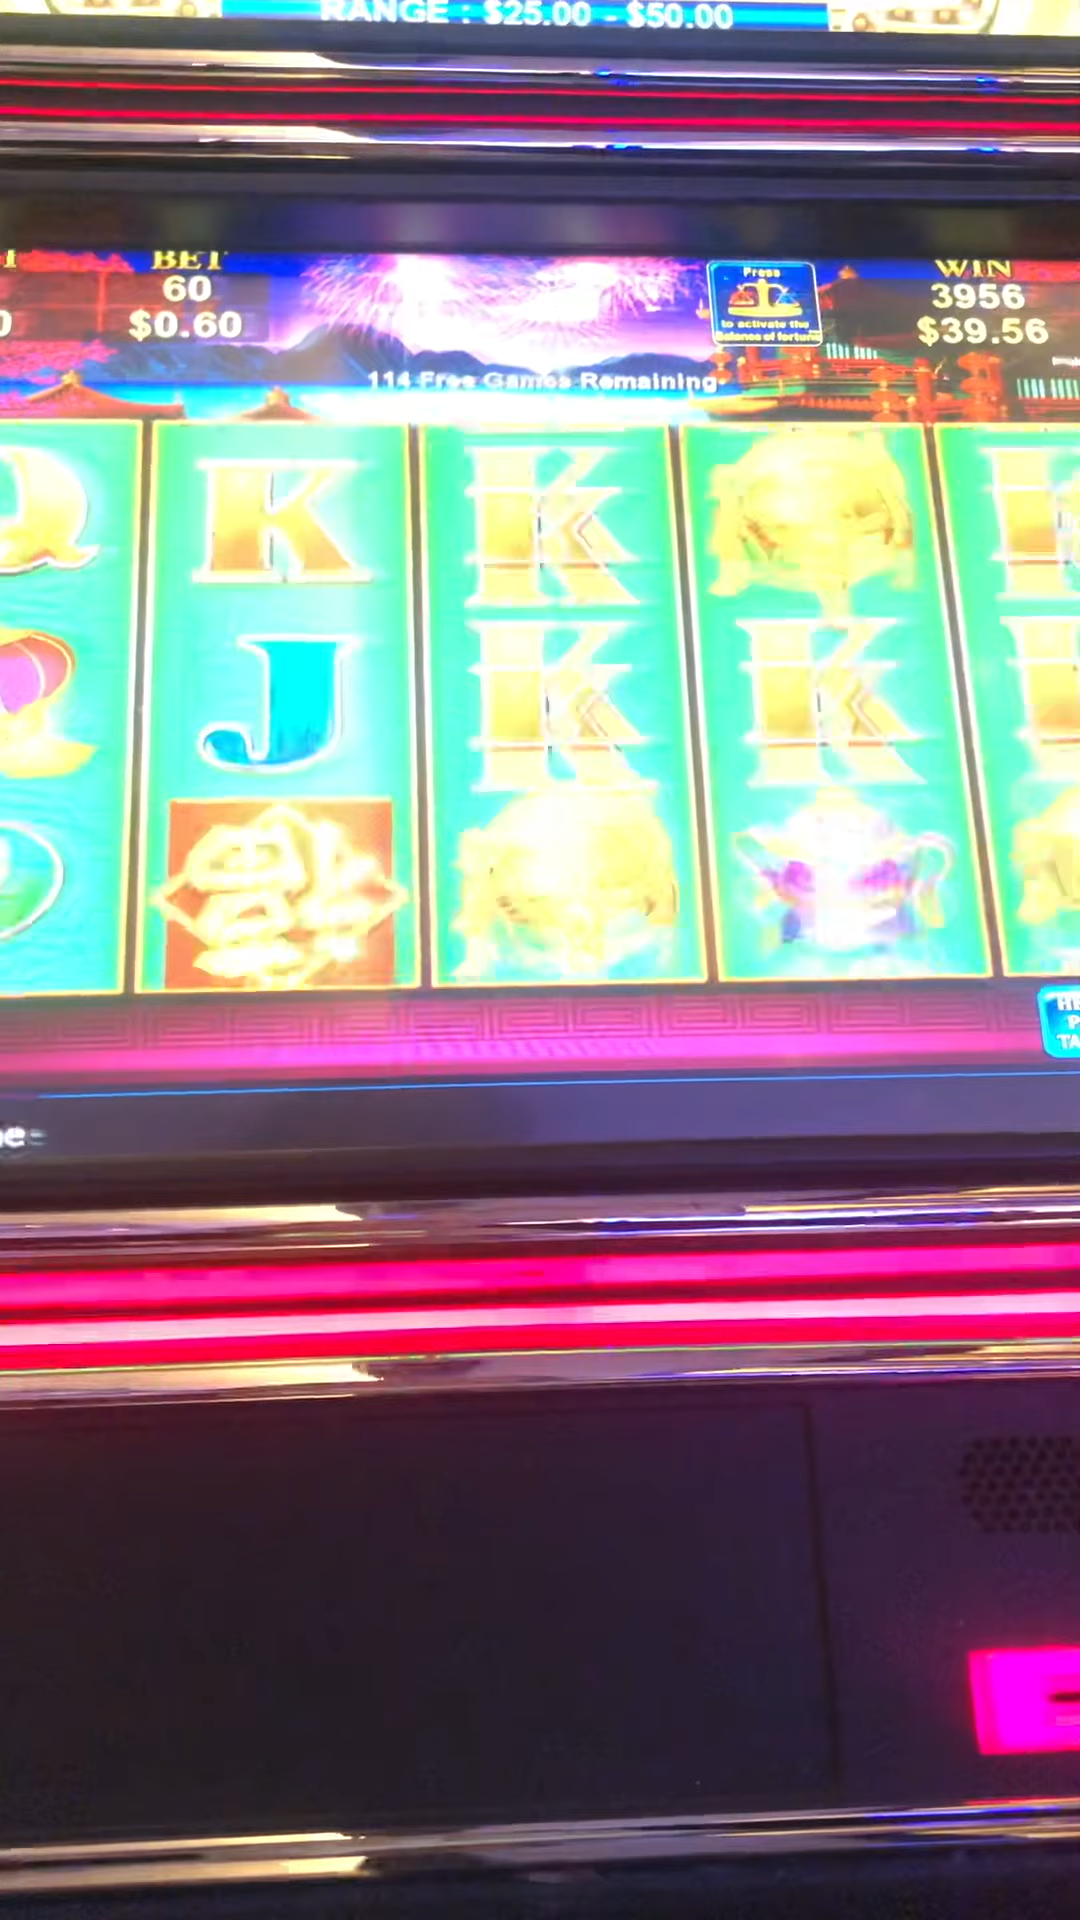 RANGE : $25.00 - $50.00
BET
60
$0.60
Press
to activate the
Balance of fortune
WIN
3956
$39.56
114 Free Games Remaining
Q
K
K
K
J
K
K